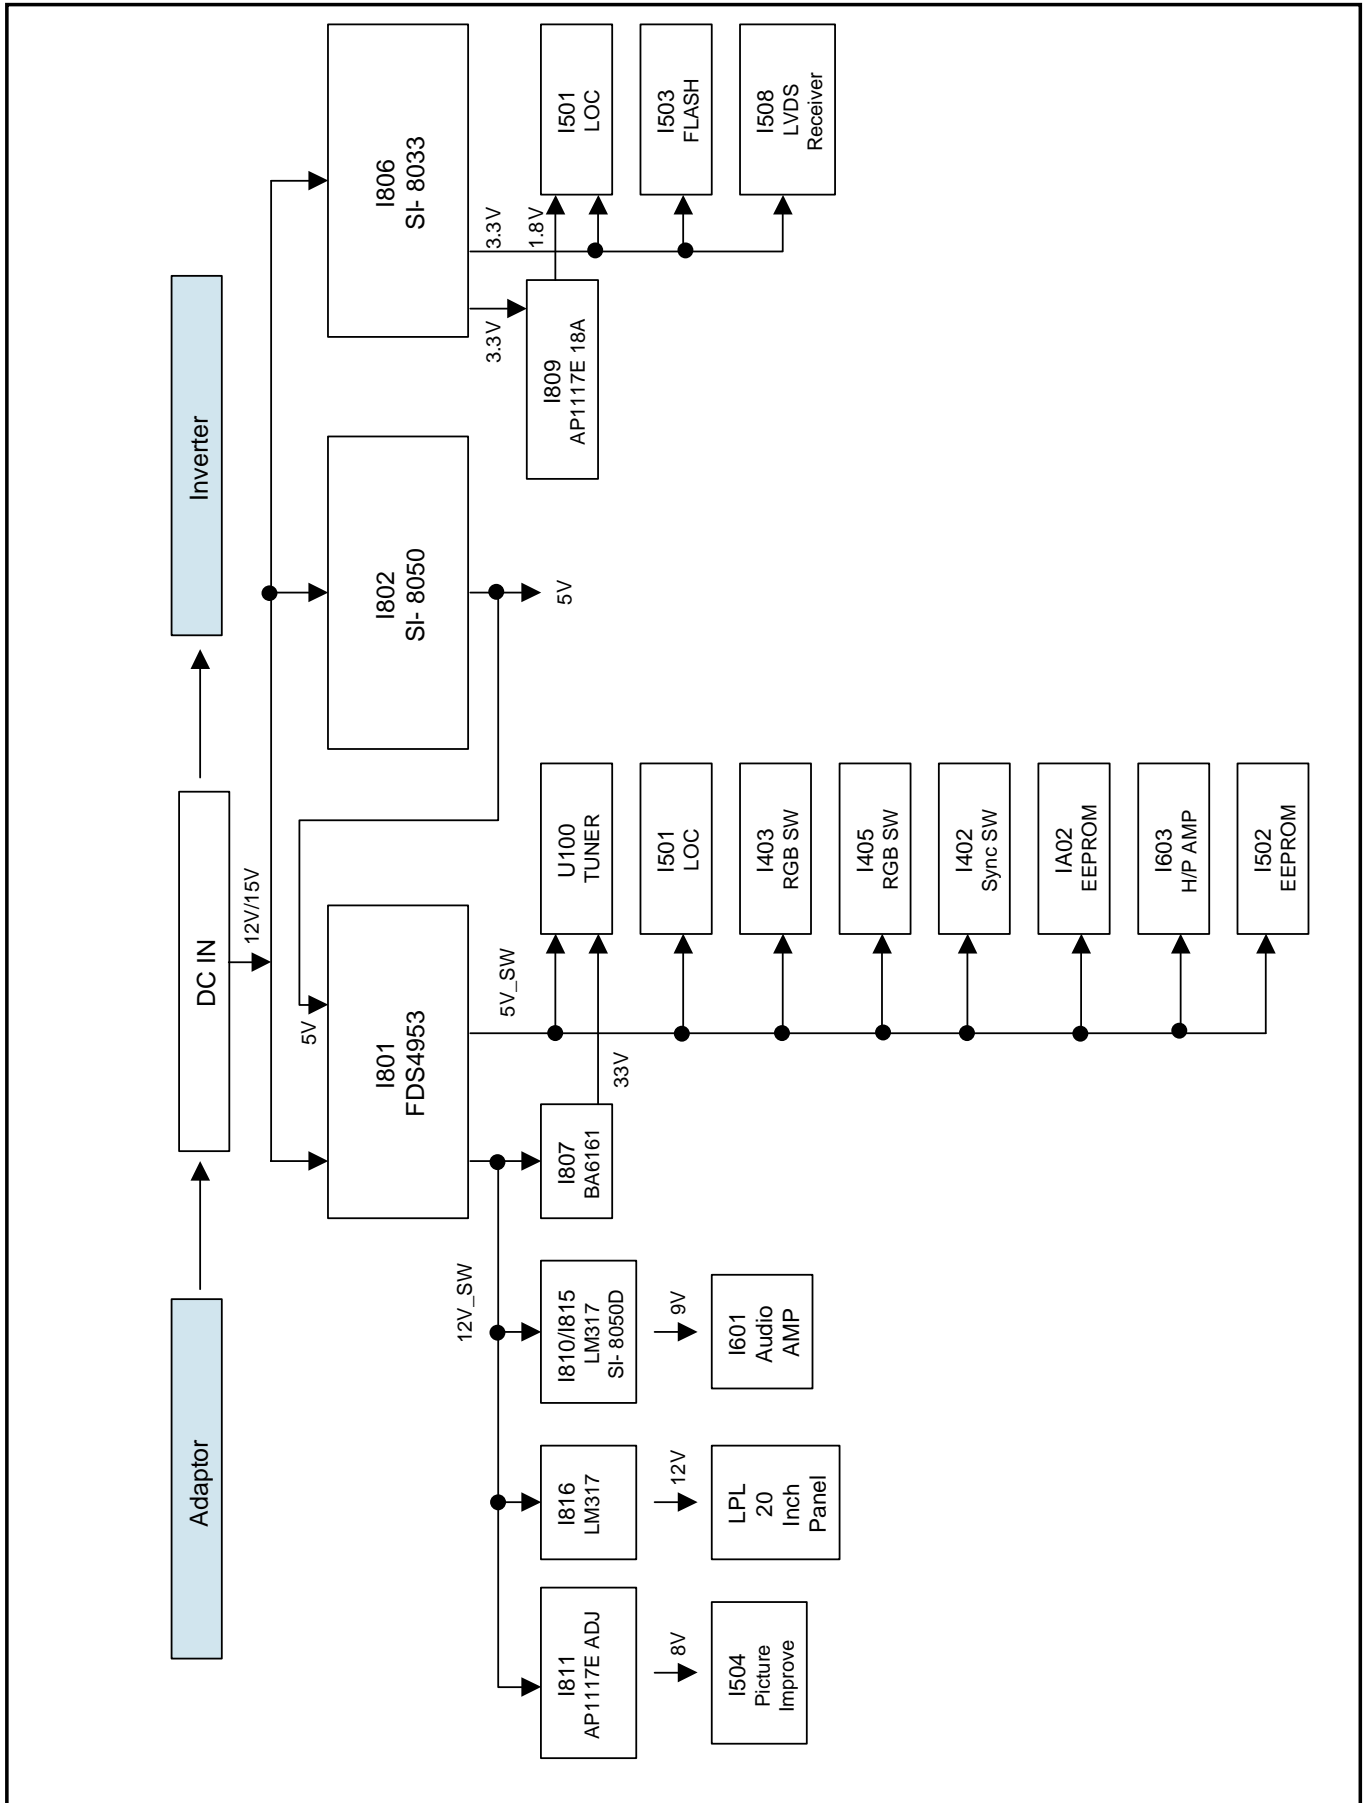 Adaptor
DC IN
Inverter
12V/15V
5V
I801
FDS4953
I802
SI- 8050
I806
SI- 8033
12V_SW
5V_SW
5V
3.3V
3.3V
1.8V
I811
AP1117E ADJ
I816
LM317
I810/I815
LM317
SI- 8050D
I807
BA6161
33V
8V
12V
9V
I504
Picture
Improve
LPL
20
Inch
Panel
I601
Audio
AMP
U100
TUNER
I501
LOC
I403
RGB SW
I405
RGB SW
I402
Sync SW
IA02
EEPROM
I603
H/P AMP
I502
EEPROM
I809
AP1117E 18A
I501
LOC
I503
FLASH
I508
LVDS
Receiver